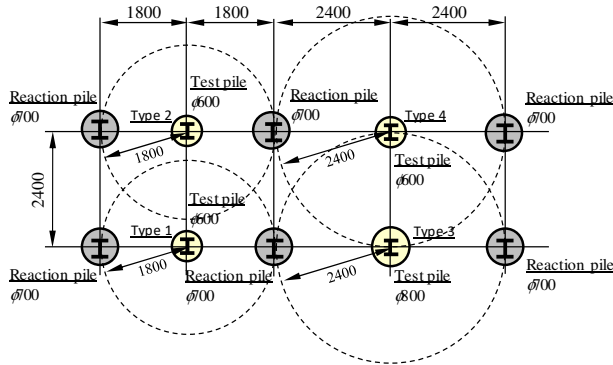 1800 1800 2400 2400
Reaction pile
φ700
Test pile
φ600
Type 2
Reaction pile
φ700
Type 4
Reaction pile
φ700
1800
2400
Test pile
φ600
2400
Test pile
φ600
Type 1
Type 3
Reaction pile
φ700
1800
Reaction pile
φ700
2400
Test pile
φ800
Reaction pile
φ700